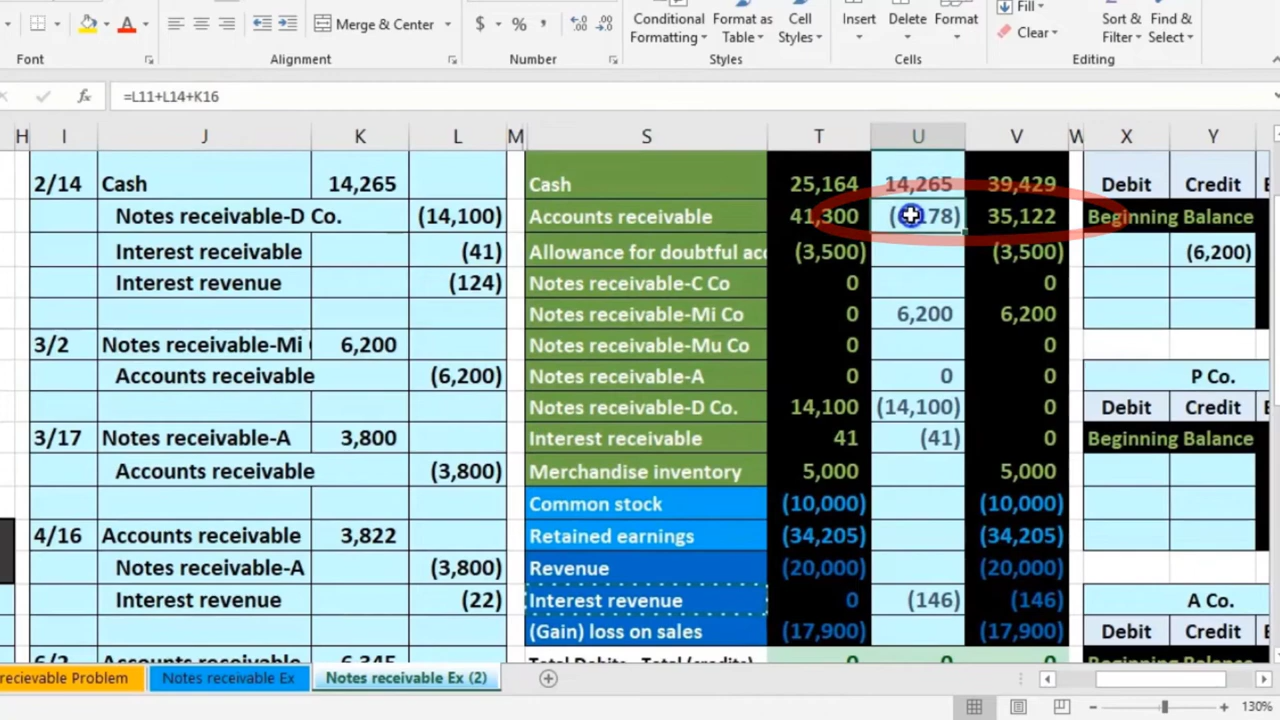 Merge & Center $ % , Conditional Formatting Format as Table Cell Styles Insert Delete Format Fill Clear Sort & Filter Find & Select
Font Alignment Number Styles Cells Editing
fx =L11+L14+K16
H I J K L M S T U V W X Y
2/14 Cash 14,265 Cash 25,164 14,265 39,429 Debit Credit
Notes receivable-D Co. (14,100) Accounts receivable 41,300 178) 35,122 Beginning Balance
Interest receivable (41) Allowance for doubtful acc (3,500) (3,500) (6,200)
Interest revenue (124) Notes receivable-C Co 0 0
Notes receivable-Mi Co 0 6,200 6,200
3/2 Notes receivable-Mi 6,200 Notes receivable-Mu Co 0 0
Accounts receivable (6,200) Notes receivable-A 0 0 0 P Co.
Notes receivable-D Co. 14,100 (14,100) 0 Debit Credit
3/17 Notes receivable-A 3,800 Interest receivable 41 (41) 0 Beginning Balance
Accounts receivable (3,800) Merchandise inventory 5,000 5,000
Common stock (10,000) (10,000)
4/16 Accounts receivable 3,822 Retained earnings (34,205) (34,205)
Notes receivable-A (3,800) Revenue (20,000) (20,000)
Interest revenue (22) Interest revenue 0 (146) (146) A Co.
(Gain) loss on sales (17,900) (17,900) Debit Credit
6/2 Accounts receivable 6,345 Total Debits - Total (credits) 0 0 0 Beginning Balance
recievable Problem Notes receivable Ex Notes receivable Ex (2)
130%